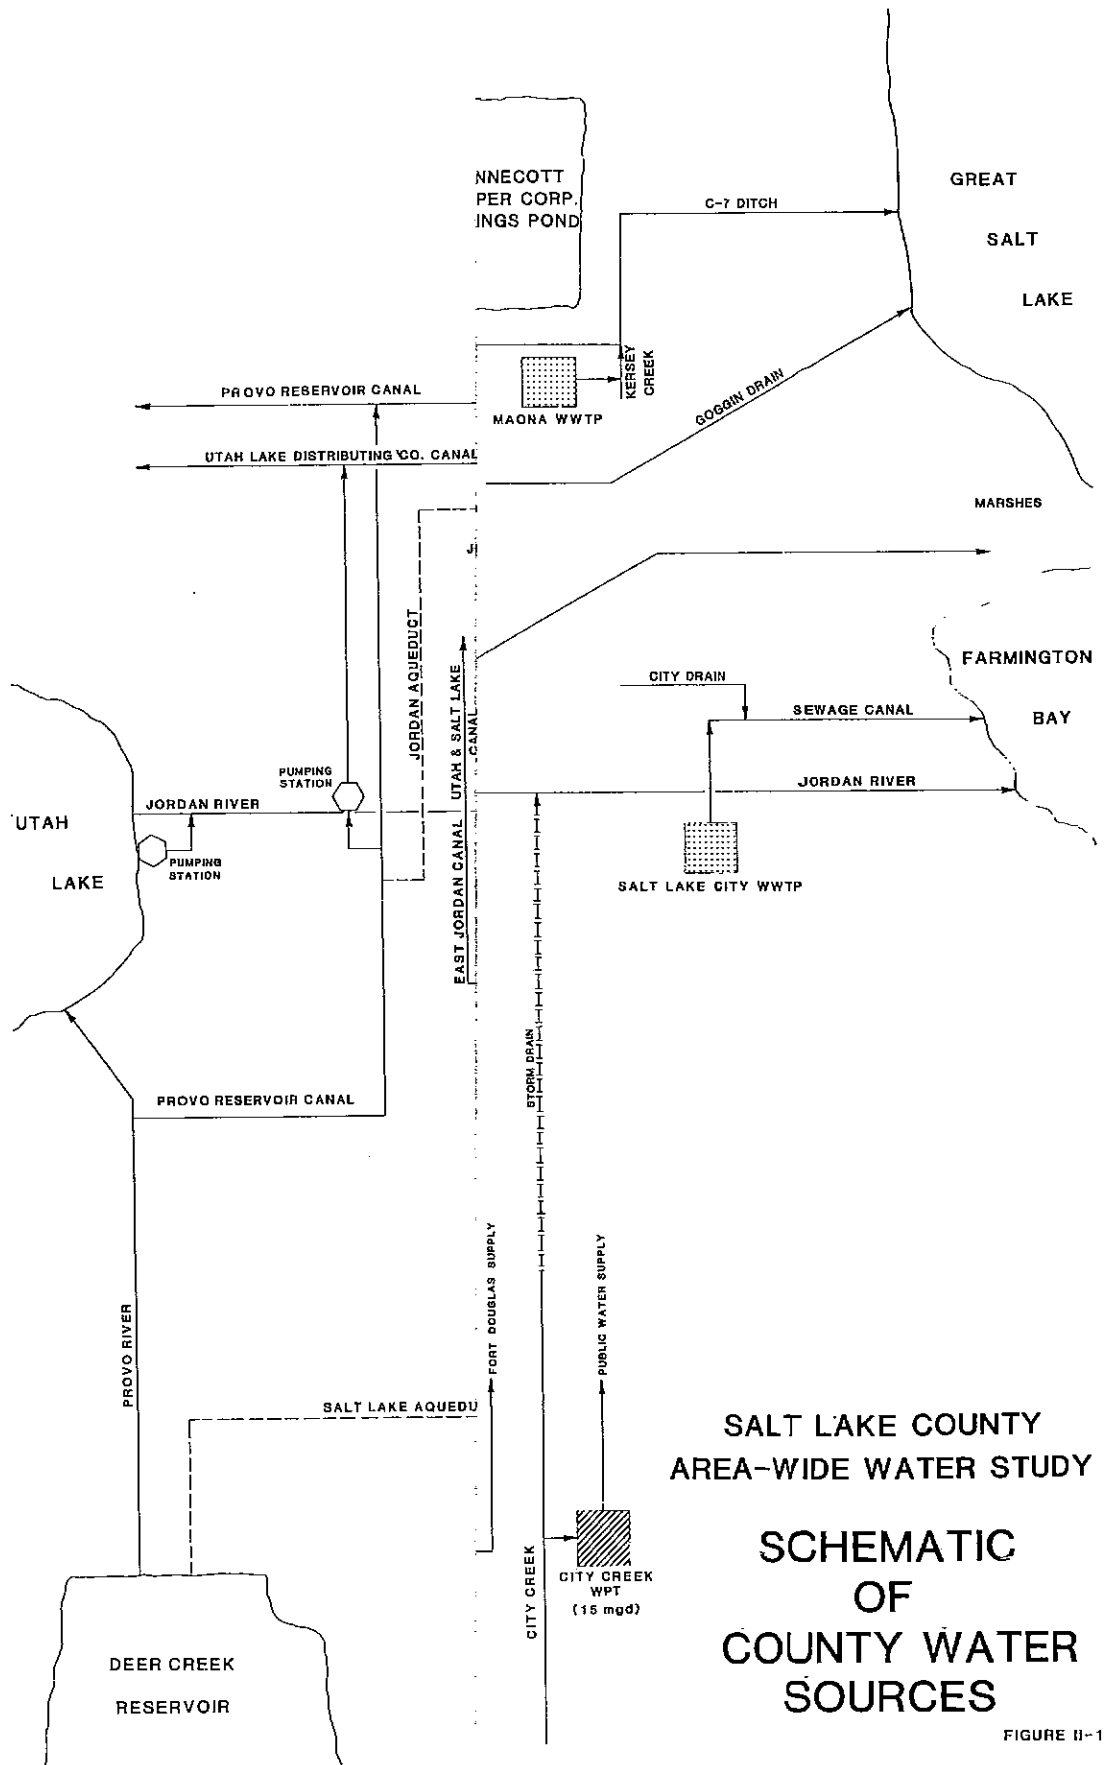 NNECOTT
PER CORP.
INGS POND
C-7 DITCH
GREAT
SALT
LAKE
KERSEY
CREEK
MAGNA WWTP
GOGGIN DRAIN
PROVO RESERVOIR CANAL
UTAH LAKE DISTRIBUTING CO. CANAL
MARSHES
J
JORDAN AQUEDUCT
UTAH & SALT LAKE
CANAL
EAST JORDAN CANAL
CITY DRAIN
SEWAGE CANAL
FARMINGTON
BAY
JORDAN RIVER
SALT LAKE CITY WWTP
PUMPING
STATION
JORDAN RIVER
UTAH
LAKE
PUMPING
STATION
STORM DRAIN
PROVO RESERVOIR CANAL
PROVO RIVER
FORT DOUGLAS SUPPLY
PUBLIC WATER SUPPLY
SALT LAKE AQUEDU
CITY CREEK
CITY CREEK
WPT
(15 mgd)
DEER CREEK
RESERVOIR
SALT LAKE COUNTY
AREA-WIDE WATER STUDY
SCHEMATIC
OF
COUNTY WATER
SOURCES
FIGURE II-1